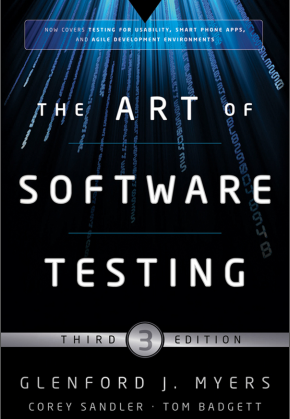 NOW COVERS TESTING FOR USABILITY, SMART PHONE APPS,
AND AGILE DEVELOPMENT ENVIRONMENTS
THE ART OF
SOFTWARE
TESTING
THIRD 3 EDITION
GLENFORD J. MYERS
COREY SANDLER · TOM BADGETT